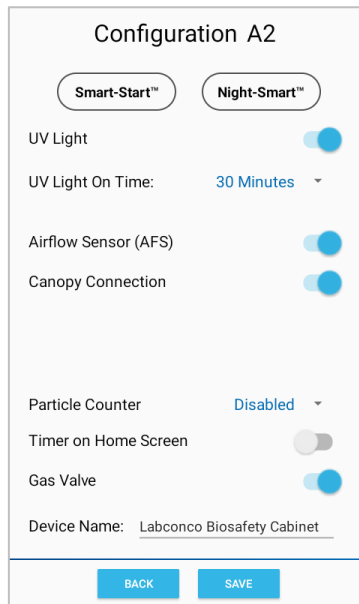 Configuration A2
Smart-Start™ Night-Smart™
UV Light
UV Light On Time: 30 Minutes
Airflow Sensor (AFS)
Canopy Connection
Particle Counter Disabled
Timer on Home Screen
Gas Valve
Device Name: Labconco Biosafety Cabinet
BACK SAVE